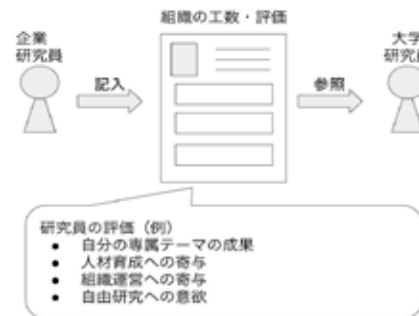 組織の工数・評価
企業
研究員
記入
参照
大学
研究員
研究員の評価（例）
● 自分の専属テーマの成果
● 人材育成への寄与
● 組織運営への寄与
● 自由研究への意欲